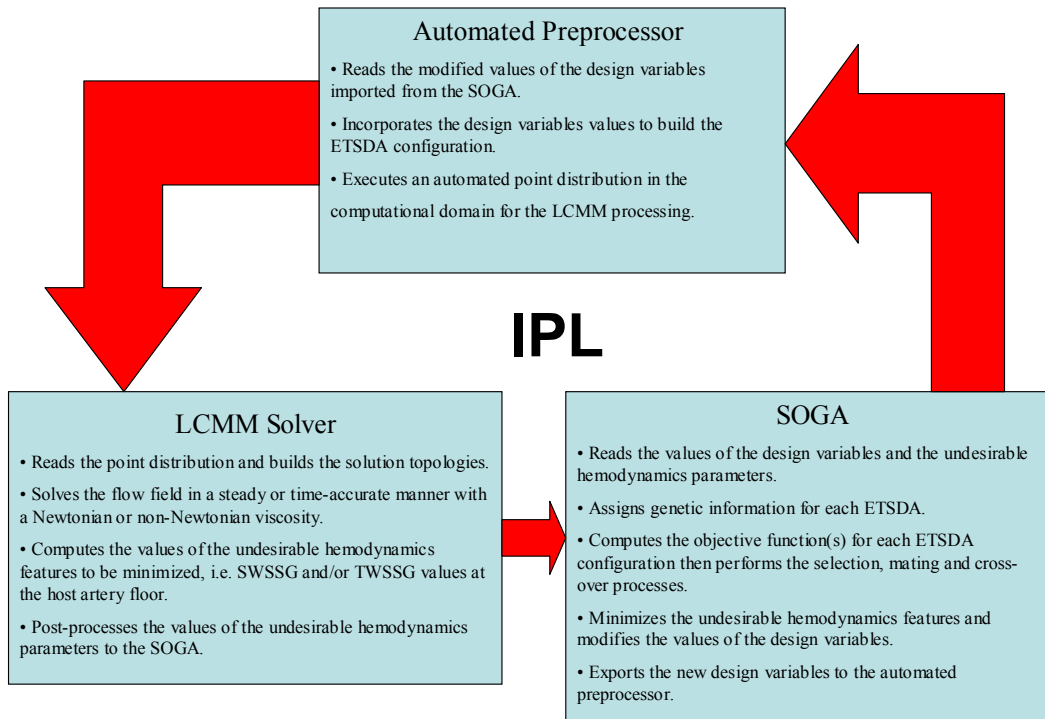 Automated Preprocessor
• Reads the modified values of the design variables
imported from the SOGA.
• Incorporates the design variables values to build the
ETSDA configuration.
• Executes an automated point distribution in the
computational domain for the LCMM processing.
IPL
LCMM Solver
• Reads the point distribution and builds the solution topologies.
• Solves the flow field in a steady or time-accurate manner with
a Newtonian or non-Newtonian viscosity.
• Computes the values of the undesirable hemodynamics
features to be minimized, i.e. SWSSG and/or TWSSG values at
the host artery floor.
• Post-processes the values of the undesirable hemodynamics
parameters to the SOGA.
SOGA
• Reads the values of the design variables and the undesirable
hemodynamics parameters.
• Assigns genetic information for each ETSDA.
• Computes the objective function(s) for each ETSDA
configuration then performs the selection, mating and cross-
over processes.
• Minimizes the undesirable hemodynamics features and
modifies the values of the design variables.
• Exports the new design variables to the automated
preprocessor.